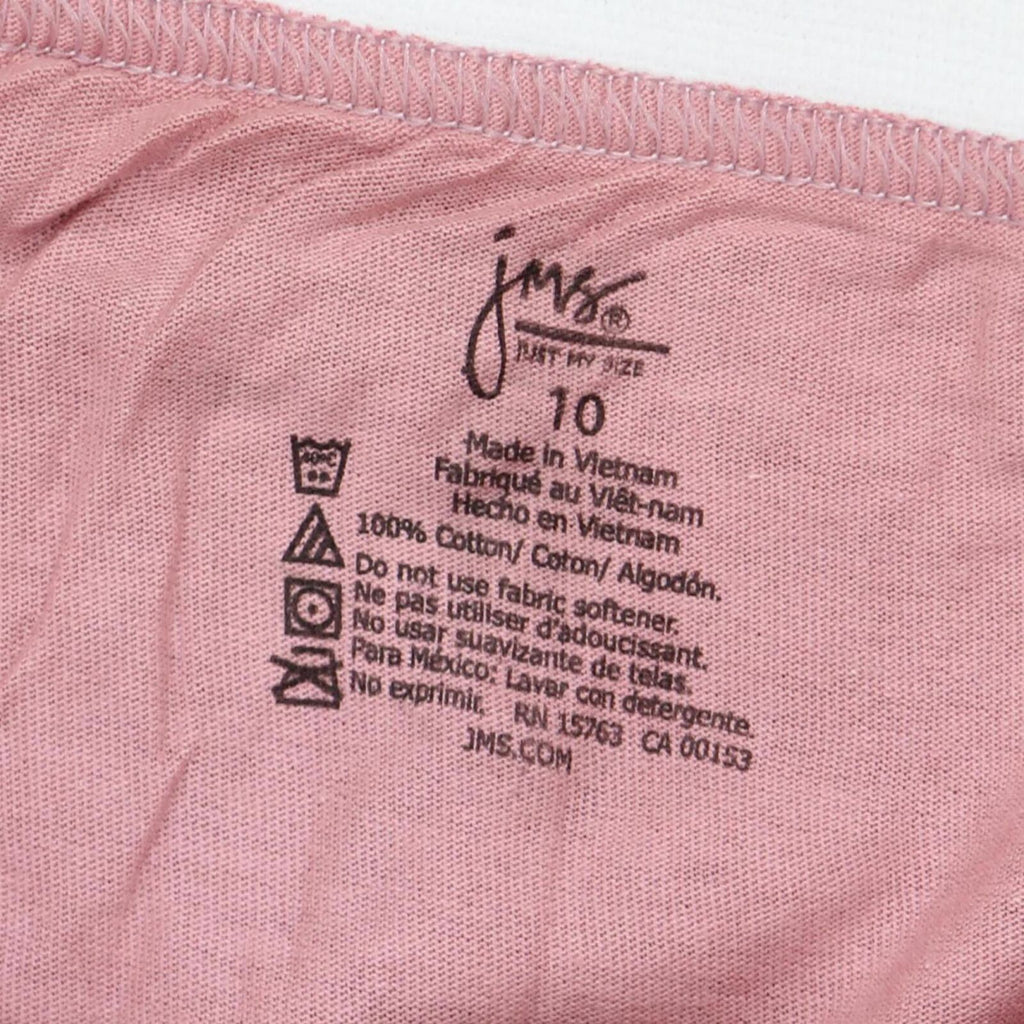 jms®
JUST MY SIZE
10
Made in Vietnam
Fabriqué au Viêt-nam
Hecho en Vietnam
100% Cotton/ Coton/ Algodón.
Do not use fabric softener.
Ne pas utiliser d'adoucissant.
No usar suavizante de telas.
Para México: Lavar con detergente.
No exprimir. RN 15763 CA 00153
JMS.COM
40°C